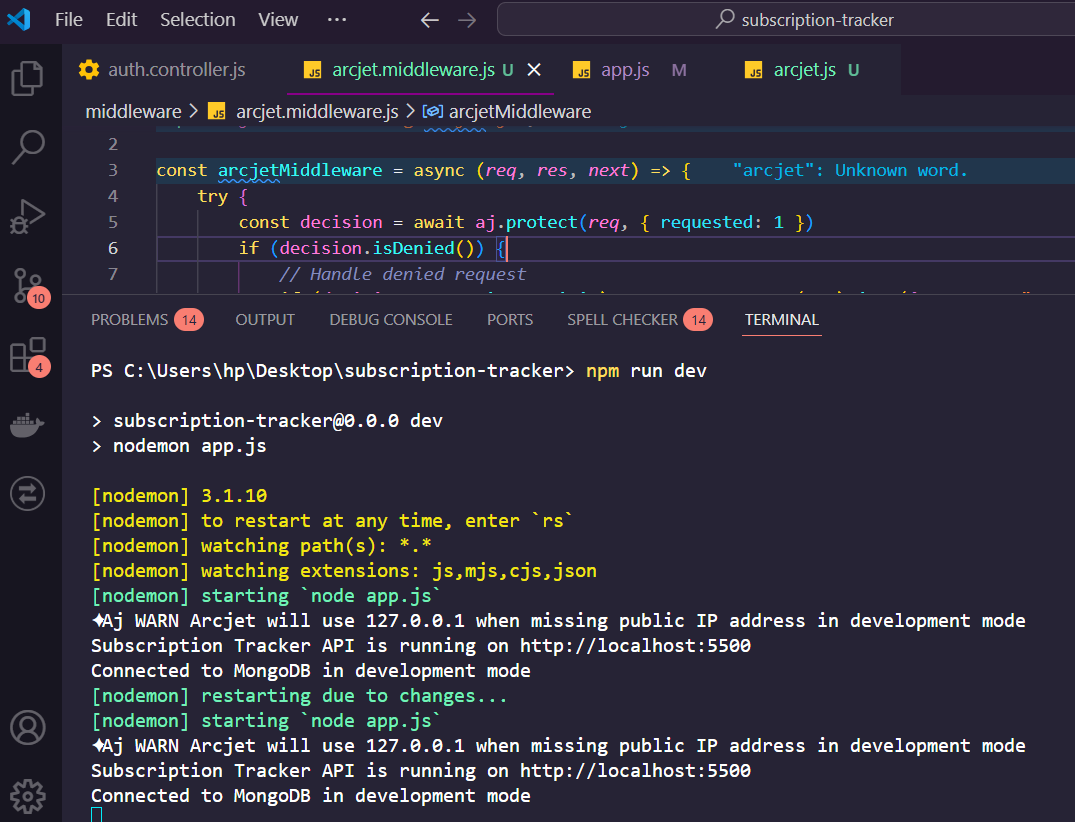 File Edit Selection View ··· ← → subscription-tracker
auth.controller.js JS arcjet.middleware.js U × JS app.js M JS arcjet.js U
middleware > JS arcjet.middleware.js > arcjetMiddleware
2
3 const arcjetMiddleware = async (req, res, next) => { "arcjet": Unknown word.
4 try {
5 const decision = await aj.protect(req, { requested: 1 })
6 if (decision.isDenied()) {
7 // Handle denied request
10
4
PROBLEMS 14 OUTPUT DEBUG CONSOLE PORTS SPELL CHECKER 14 TERMINAL
PS C:\Users\hp\Desktop\subscription-tracker> npm run dev
> subscription-tracker@0.0.0 dev
> nodemon app.js
[nodemon] 3.1.10
[nodemon] to restart at any time, enter `rs`
[nodemon] watching path(s): *.*
[nodemon] watching extensions: js,mjs,cjs,json
[nodemon] starting `node app.js`
✦Aj WARN Arcjet will use 127.0.0.1 when missing public IP address in development mode
Subscription Tracker API is running on http://localhost:5500
Connected to MongoDB in development mode
[nodemon] restarting due to changes...
[nodemon] starting `node app.js`
✦Aj WARN Arcjet will use 127.0.0.1 when missing public IP address in development mode
Subscription Tracker API is running on http://localhost:5500
Connected to MongoDB in development mode